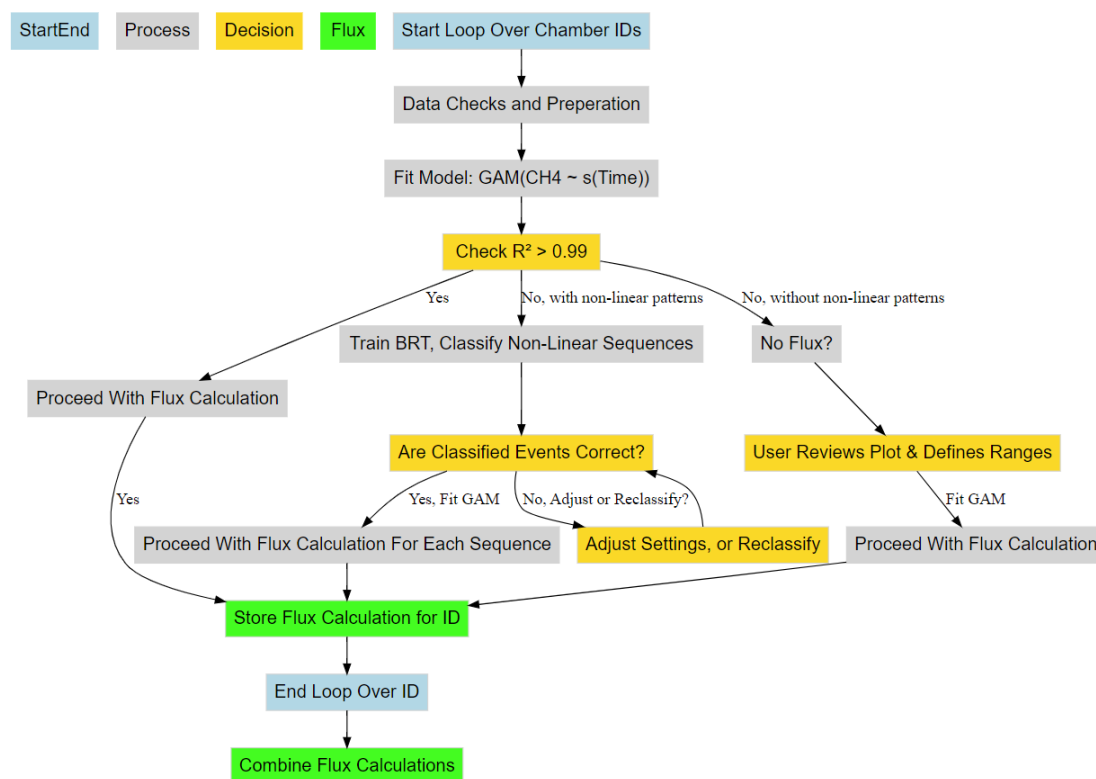 StartEnd
Process
Decision
Flux
Start Loop Over Chamber IDs
Data Checks and Preperation
Fit Model: GAM(CH4 ~ s(Time))
Check R² > 0.99
Yes
No, with non-linear patterns
No, without non-linear patterns
Train BRT, Classify Non-Linear Sequences
No Flux?
Proceed With Flux Calculation
Are Classified Events Correct?
User Reviews Plot & Defines Ranges
Yes
Yes, Fit GAM
No, Adjust or Reclassify?
Fit GAM
Proceed With Flux Calculation For Each Sequence
Adjust Settings, or Reclassify
Proceed With Flux Calculation
Store Flux Calculation for ID
End Loop Over ID
Combine Flux Calculations